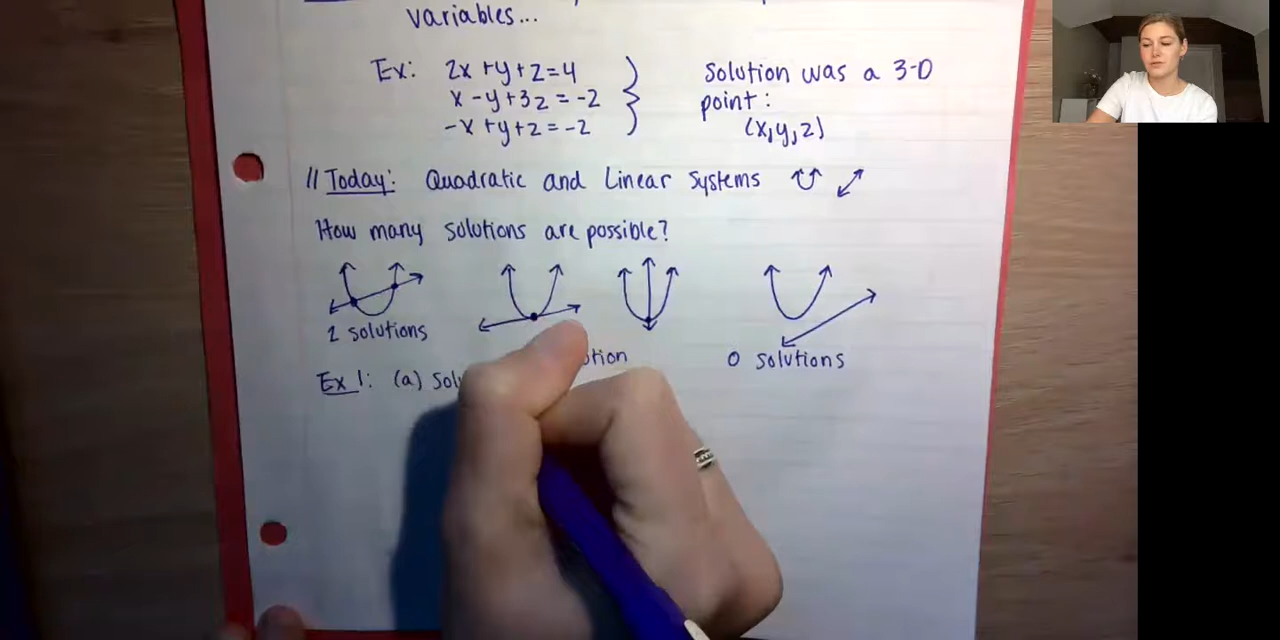 variables...
Ex: 2x +y+z=4
x -y+3z = -2
-x +y+z = -2
Solution was a 3-D
point:
(x,y,z)
// Today: Quadratic and Linear Systems
How many solutions are possible?
2 solutions
0 solutions
Ex 1: (a)